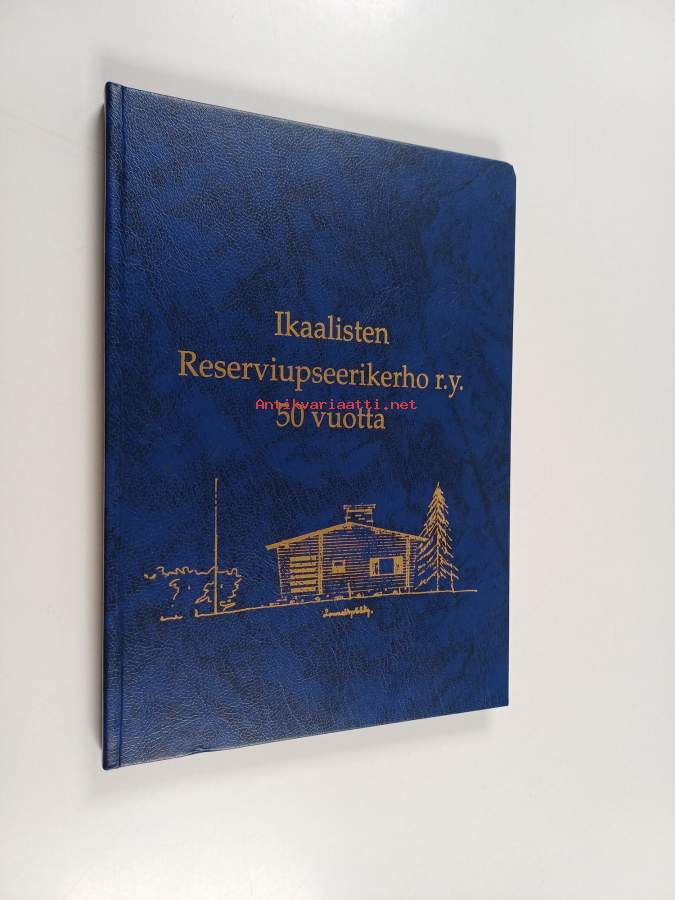 Ikaalisten
Reserviupseerikerho r.y.
Antikvariaatti.net
50 vuotta